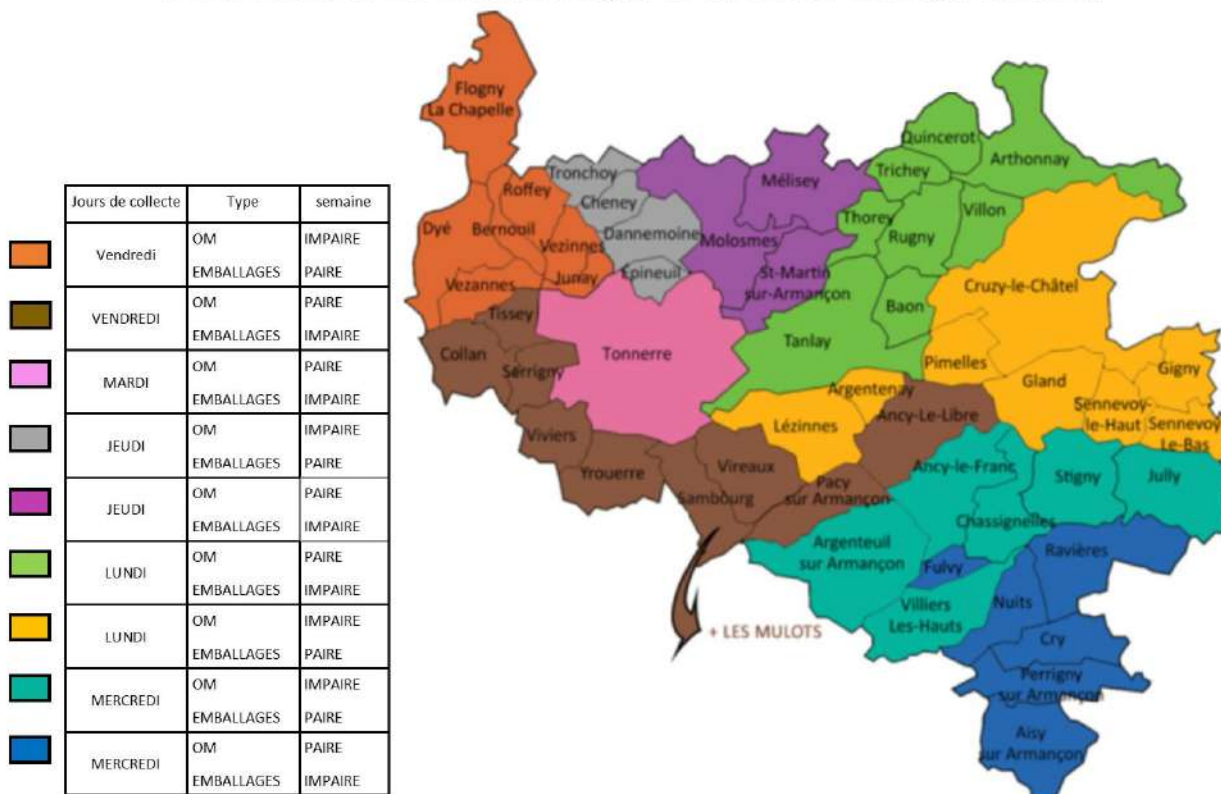 Jours de collecte Type semaine
Vendredi OM IMPAIRE
EMBALLAGES PAIRE
VENDREDI OM PAIRE
EMBALLAGES IMPAIRE
MARDI OM PAIRE
EMBALLAGES IMPAIRE
JEUDI OM IMPAIRE
EMBALLAGES PAIRE
JEUDI OM PAIRE
EMBALLAGES IMPAIRE
LUNDI OM PAIRE
EMBALLAGES IMPAIRE
LUNDI OM IMPAIRE
EMBALLAGES PAIRE
MERCREDI OM IMPAIRE
EMBALLAGES PAIRE
MERCREDI OM PAIRE
EMBALLAGES IMPAIRE
Flogny
La Chapelle
Quincerot
Arthonnay
Tronchoy
Mélisey
Trichey
Roffey
Cheney
Thorey
Villon
Dyé
Bernouil
Vezinnes
Dannemoine
Molosmes
Rugny
Junay
Epineuil
St-Martin
sur-Armançon
Cruzy-le-Châtel
Vezannes
Tissey
Baon
Collan
Serrigny
Tonnerre
Tanlay
Pimelles
Gland
Gigny
Argentenay
Sennevoy-
le-Haut
Sennevoy
Le-Bas
Ancy-Le-Libre
Lézinnes
Viviers
Yrouerre
Vireaux
Sambourg
Pacy
sur Armançon
Ancy-le-Franc
Stigny
Jully
Chassignelles
Argenteuil
sur Armançon
Fulvy
Ravières
Villiers
Les-Hauts
Nuits
+ LES MULOTS
Cry
Perrigny
sur Armançon
Aisy
sur Armançon